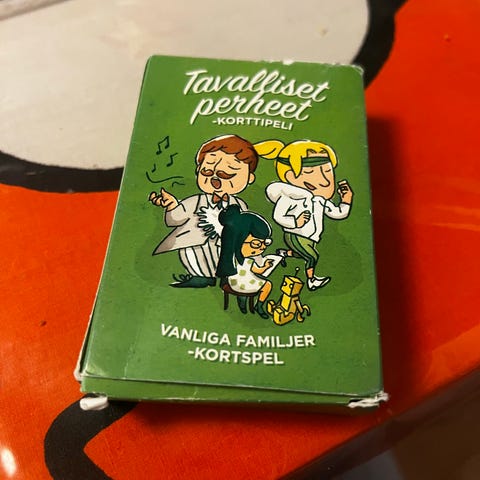 Tavalliset
perheet
-KORTTIPELI
VANLIGA FAMILJER
-KORTSPEL